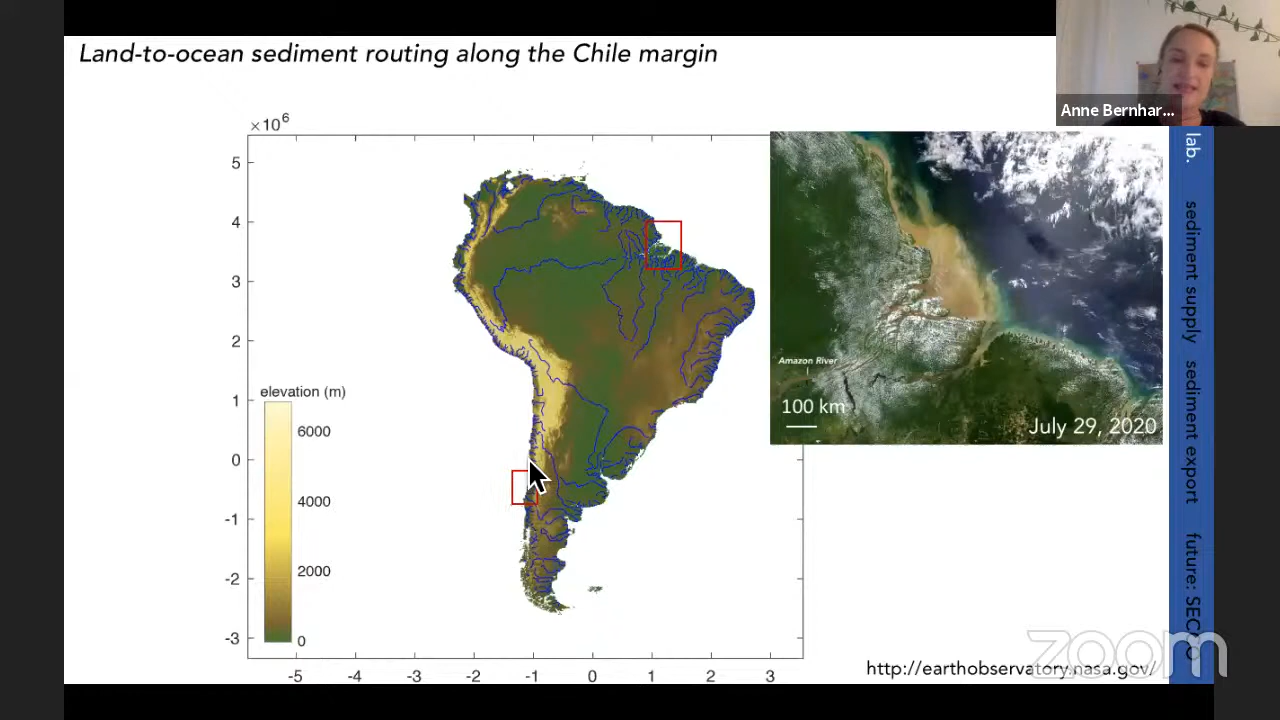 Land-to-ocean sediment routing along the Chile margin
Anne Bernhar...
×10⁶
5
4
3
2
1
0
-1
-2
-3
-5
-4
-3
-2
-1
0
1
2
3
elevation (m)
6000
4000
2000
0
Amazon River
100 km
July 29, 2020
lab.
sediment supply
sediment export
http://earthobservatory.nasa.gov/
zoom